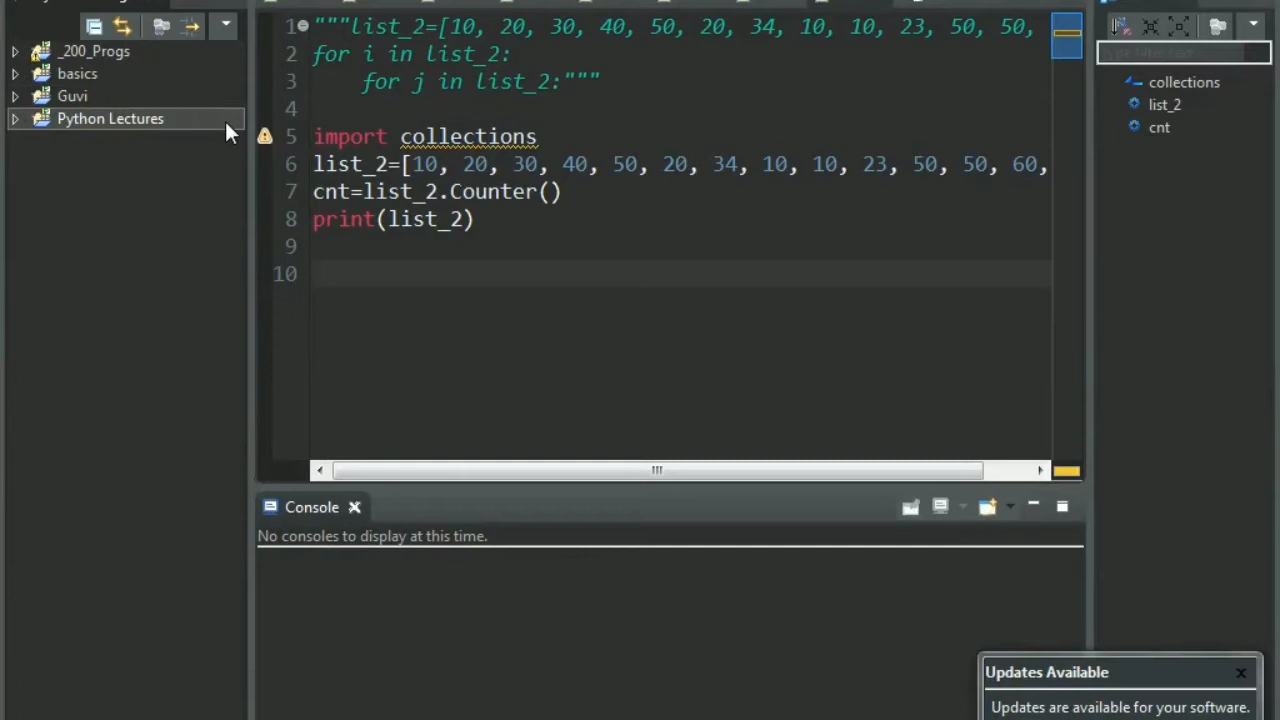 _200_Progs
basics
Guvi
Python Lectures
1 """list_2=[10, 20, 30, 40, 50, 20, 34, 10, 10, 23, 50, 50,
2 for i in list_2:
3 for j in list_2:"""
4
5 import collections
6 list_2=[10, 20, 30, 40, 50, 20, 34, 10, 10, 23, 50, 50, 60,
7 cnt=list_2.Counter()
8 print(list_2)
9
10
collections
list_2
cnt
Console
No consoles to display at this time.
Updates Available
Updates are available for your software.